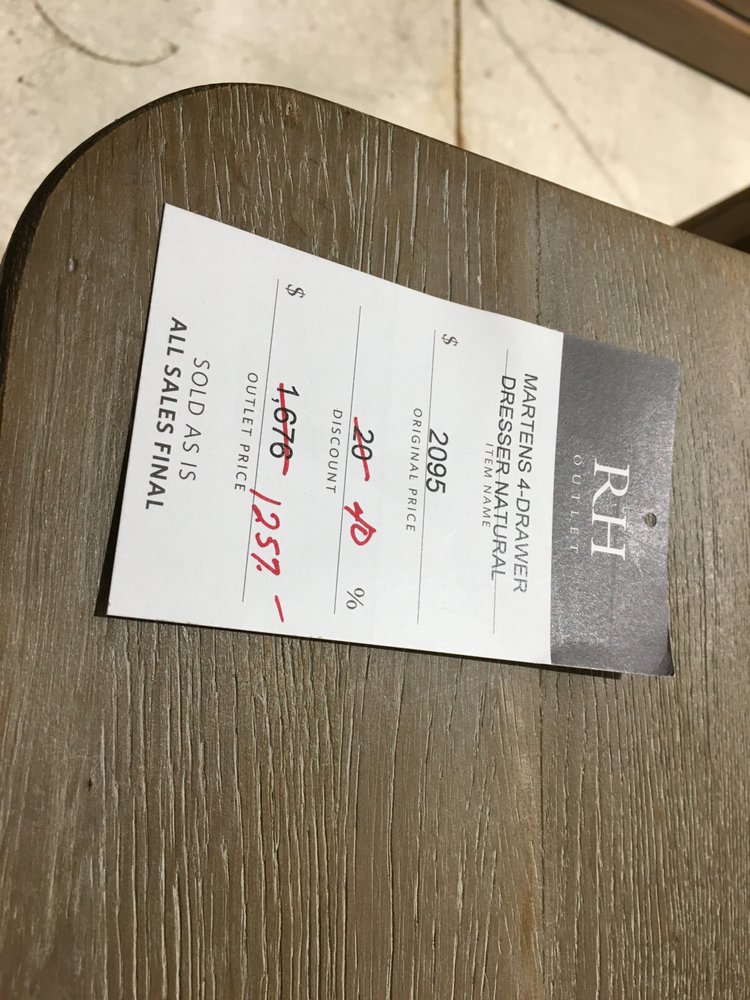 RH
OUTLET
MARTENS 4-DRAWER
DRESSER NATURAL
ITEM NAME
$ 2095
ORIGINAL PRICE
20 40 %
DISCOUNT
$ 1,676 1257.-
OUTLET PRICE
SOLD AS IS
ALL SALES FINAL